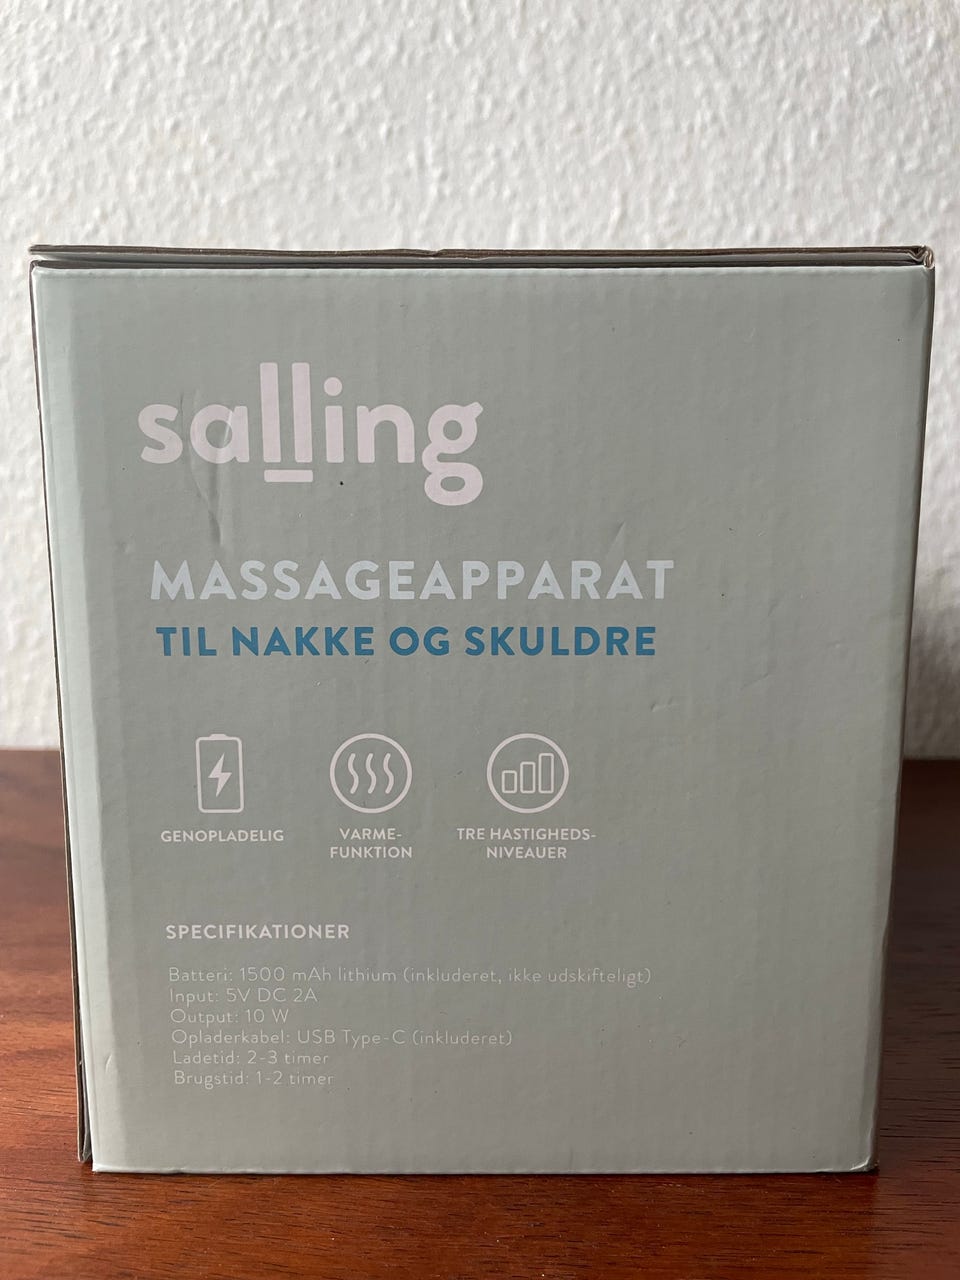 salling
MASSAGEAPPARAT
TIL NAKKE OG SKULDRE
GENOPLADELIG
VARME-
FUNKTION
TRE HASTIGHEDS-
NIVEAUER
SPECIFIKATIONER
Batteri: 1500 mAh lithium (inkluderet, ikke udskifteligt)
Input: 5V DC 2A
Output: 10 W
Opladerkabel: USB Type-C (inkluderet)
Ladetid: 2-3 timer
Brugstid: 1-2 timer